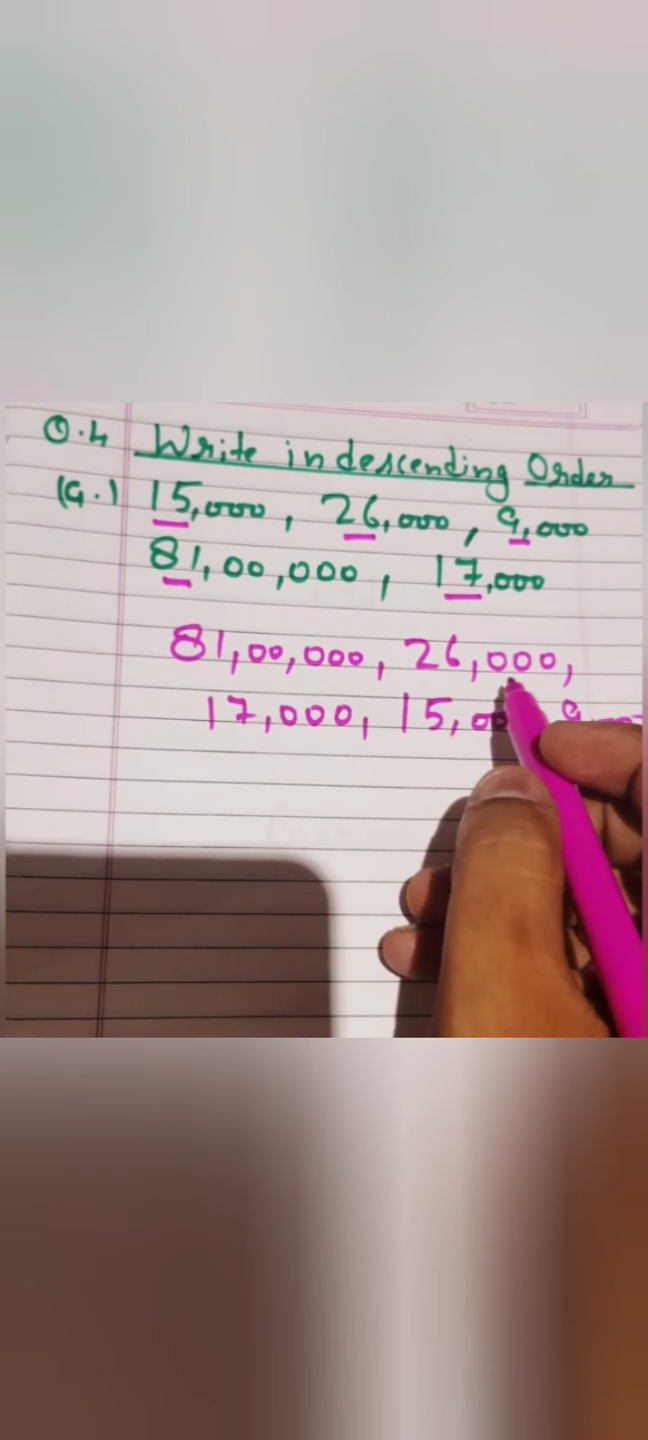 Q.4 Write in descending Order
(a.) 15,000, 26,000, 9,000
81,00,000, 17,000
81,00,000, 26,000,
17,000, 15,00